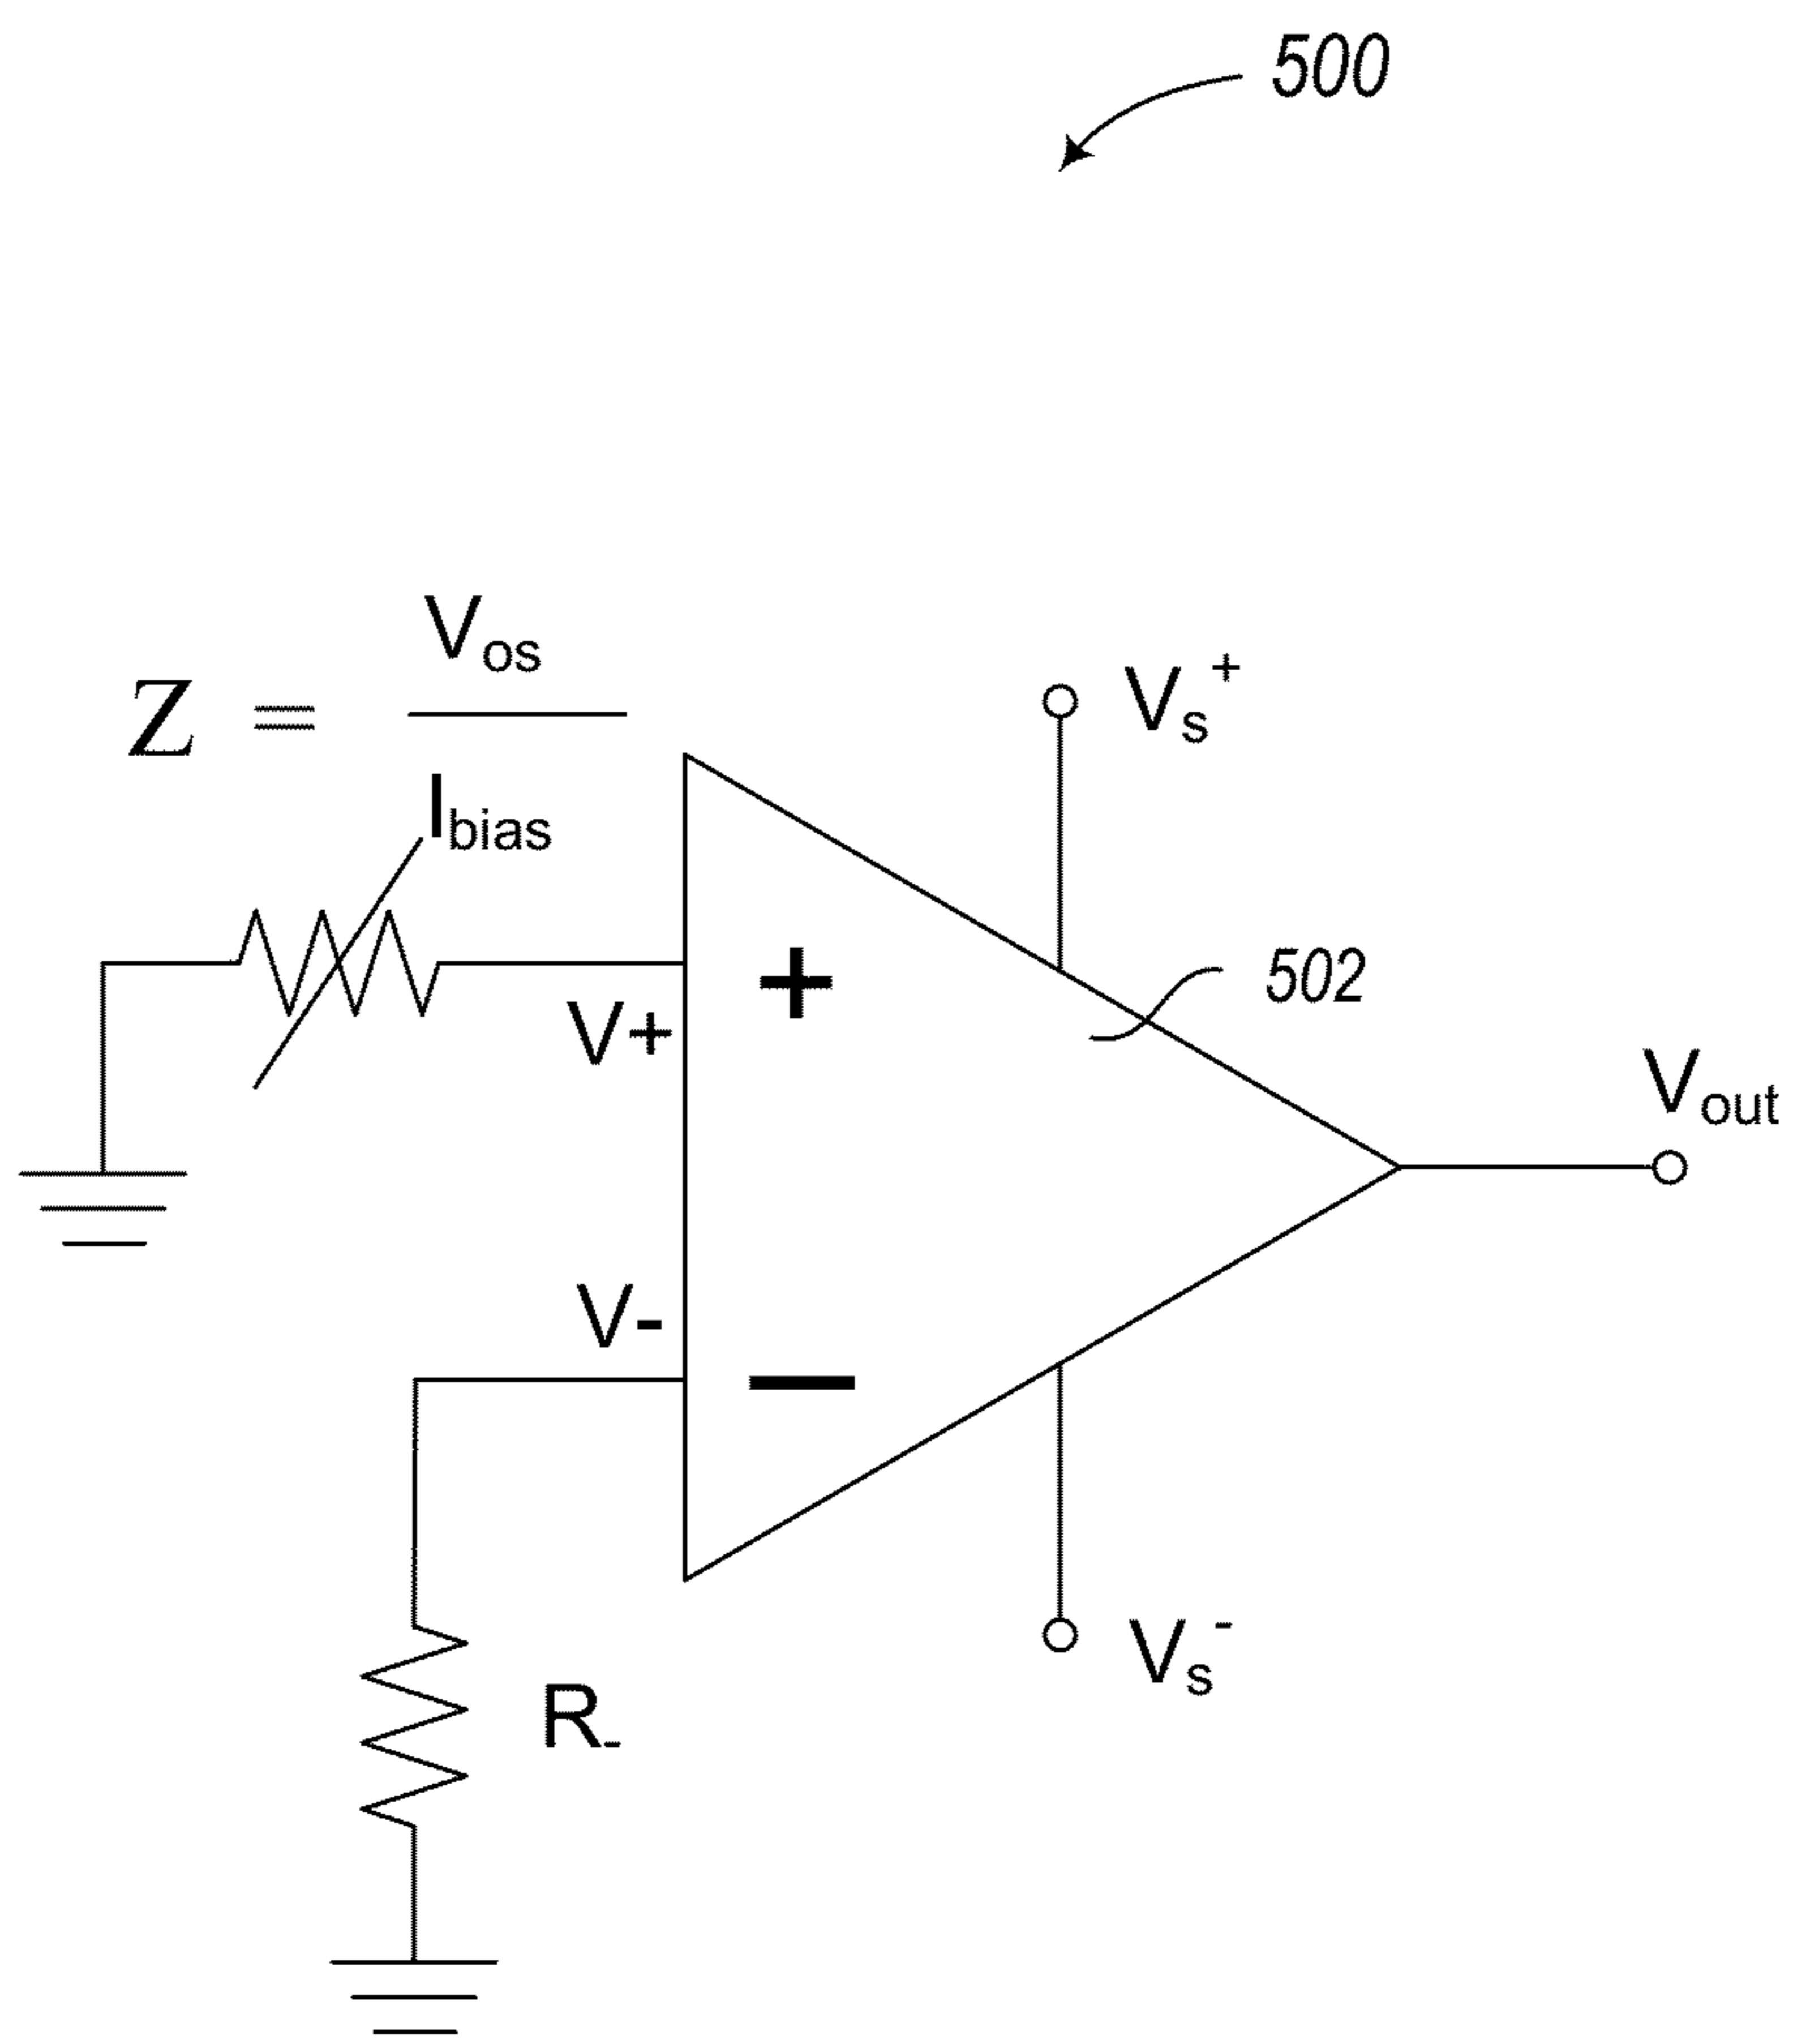 500
Z = Vos / Ibias
Vs+
+
502
V+
Vout
V-
−
Vs-
R-